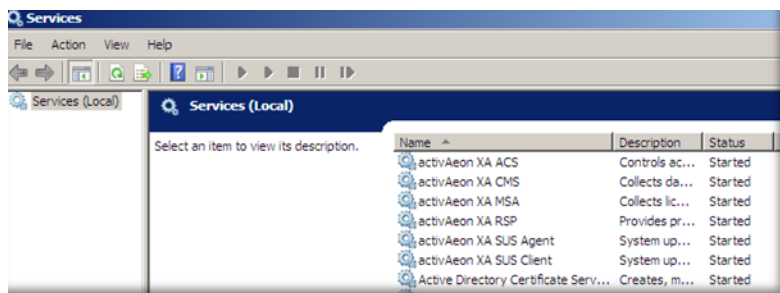 Services
File Action View Help
Services (Local)
Services (Local)
Select an item to view its description.
Name Description Status
activAeon XA ACS Controls ac... Started
activAeon XA CMS Collects da... Started
activAeon XA MSA Collects lic... Started
activAeon XA RSP Provides pr... Started
activAeon XA SUS Agent System up... Started
activAeon XA SUS Client System up... Started
Active Directory Certificate Serv... Creates, m... Started